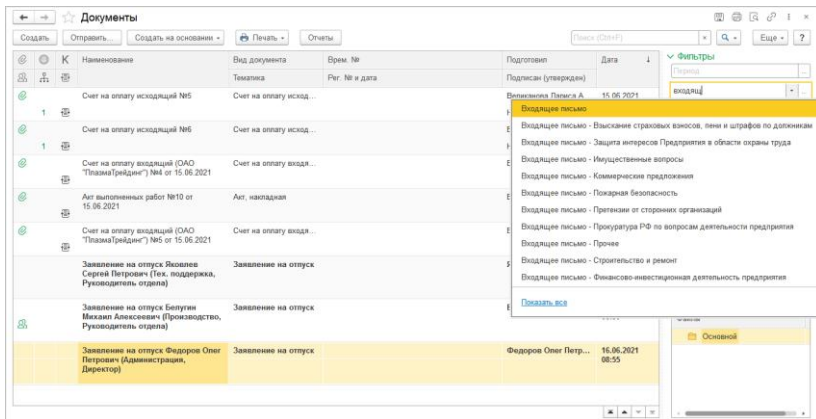 Документы
Создать Отправить... Создать на основании Печать Отчеты Поиск (Ctrl+F) × Еще ?
К Наименование Вид документа Врем. № Подготовил Дата ↓
Тематика Рег. № и дата Подписан (утвержден)
Фильтры
Период
входящ
Счет на оплату исходящий №5 Счет на оплату исход... Великанова Лариса А. 15.06.2021
1
Счет на оплату исходящий №6 Счет на оплату исход...
1
Счет на оплату входящий (ОАО Счет на оплату входя...
"ПлазмаТрейдинг") №4 от 15.06.2021
Акт выполненных работ №10 от Акт, накладная
15.06.2021
Счет на оплату входящий (ОАО Счет на оплату входя...
"ПлазмаТрейдинг") №5 от 15.06.2021
Заявление на отпуск Яковлев Заявление на отпуск
Сергей Петрович (Тех. поддержка,
Руководитель отдела)
Заявление на отпуск Белугин Заявление на отпуск
Михаил Алексеевич (Производство,
Руководитель отдела)
Заявление на отпуск Федоров Олег Заявление на отпуск Федоров Олег Петр... 16.06.2021
Петрович (Администрация, 08:55
Директор)
Входящее письмо
Входящее письмо - Взыскание страховых взносов, пени и штрафов по должникам
Входящее письмо - Защита интересов Предприятия в области охраны труда
Входящее письмо - Имущественные вопросы
Входящее письмо - Коммерческие предложения
Входящее письмо - Пожарная безопасность
Входящее письмо - Претензии от сторонних организаций
Входящее письмо - Прокуратура РФ по вопросам деятельности предприятия
Входящее письмо - Прочее
Входящее письмо - Строительство и ремонт
Входящее письмо - Финансово-инвестиционная деятельность предприятия
Показать все
Основной